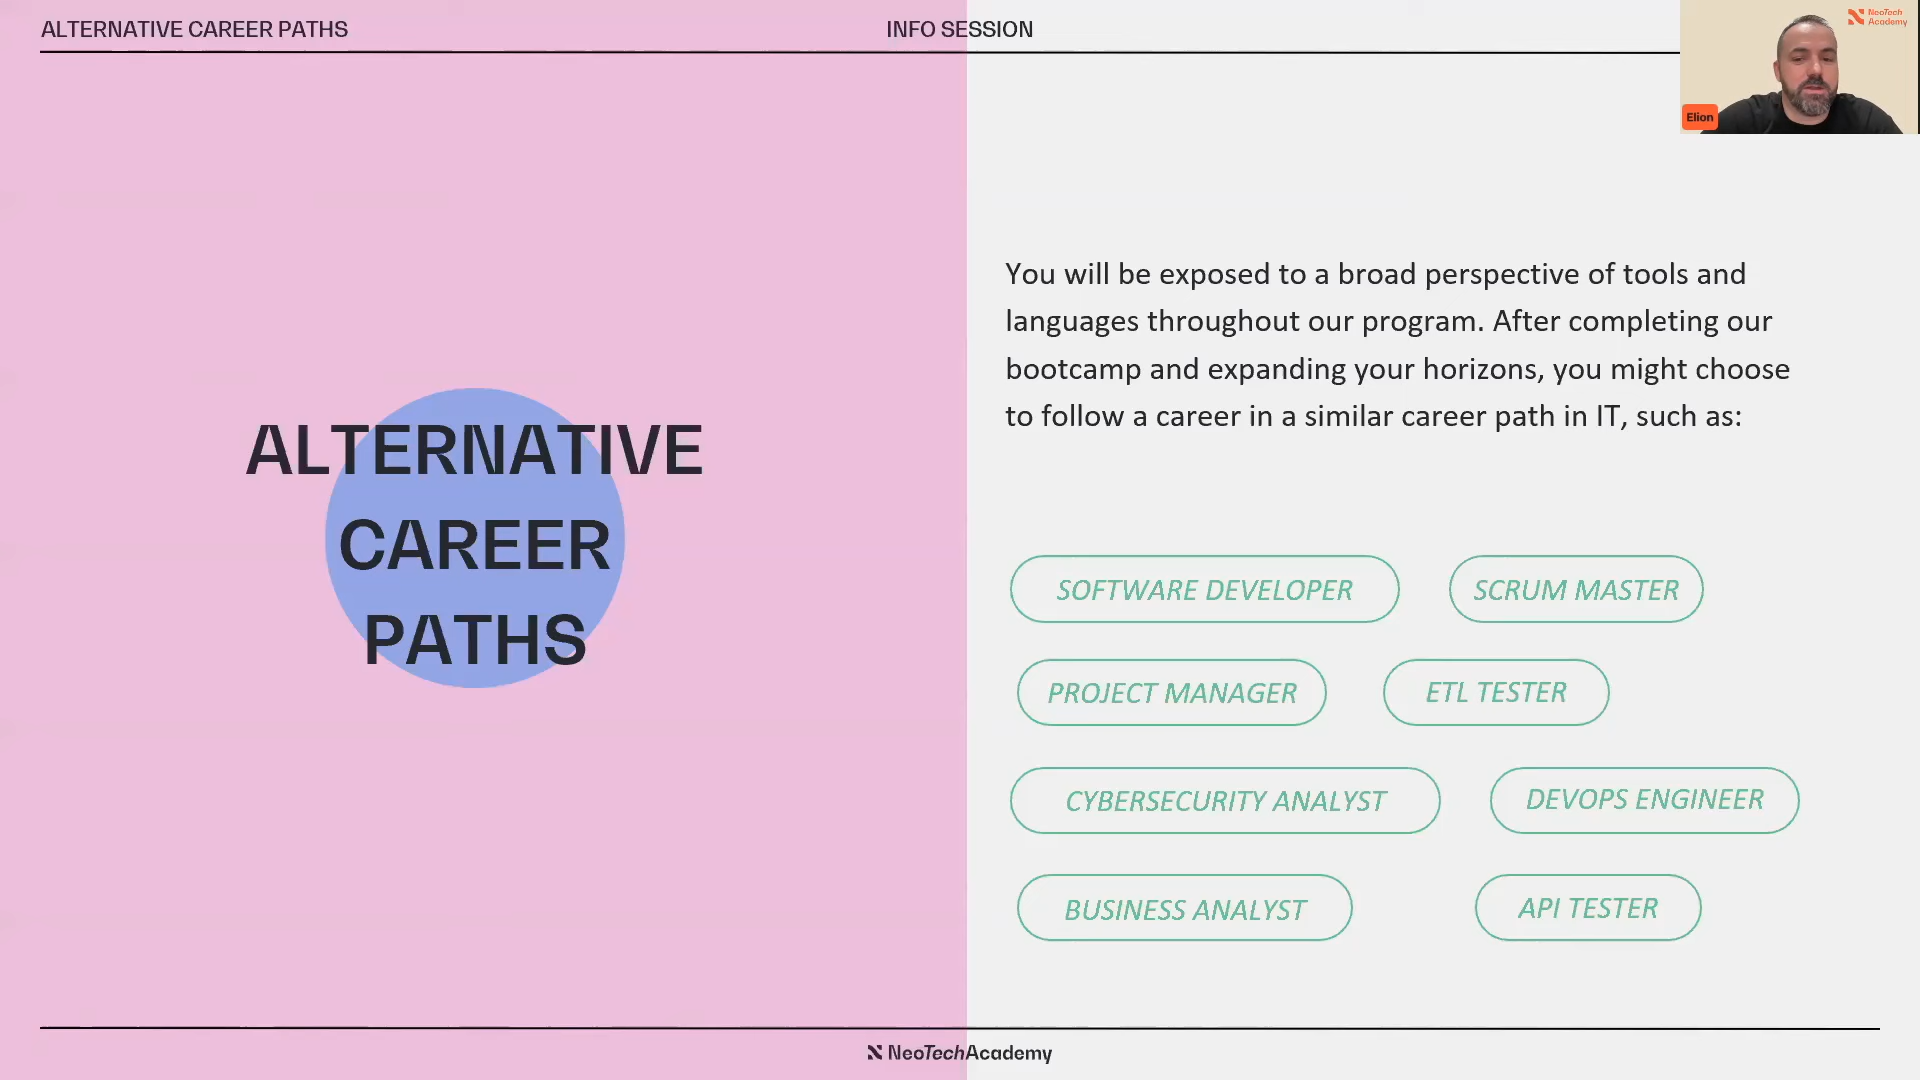 ALTERNATIVE CAREER PATHS
INFO SESSION
NeoTech
Academy
Elion
ALTERNATIVE
CAREER
PATHS
You will be exposed to a broad perspective of tools and
languages throughout our program. After completing our
bootcamp and expanding your horizons, you might choose
to follow a career in a similar career path in IT, such as:
SOFTWARE DEVELOPER
SCRUM MASTER
PROJECT MANAGER
ETL TESTER
CYBERSECURITY ANALYST
DEVOPS ENGINEER
BUSINESS ANALYST
API TESTER
NeoTechAcademy